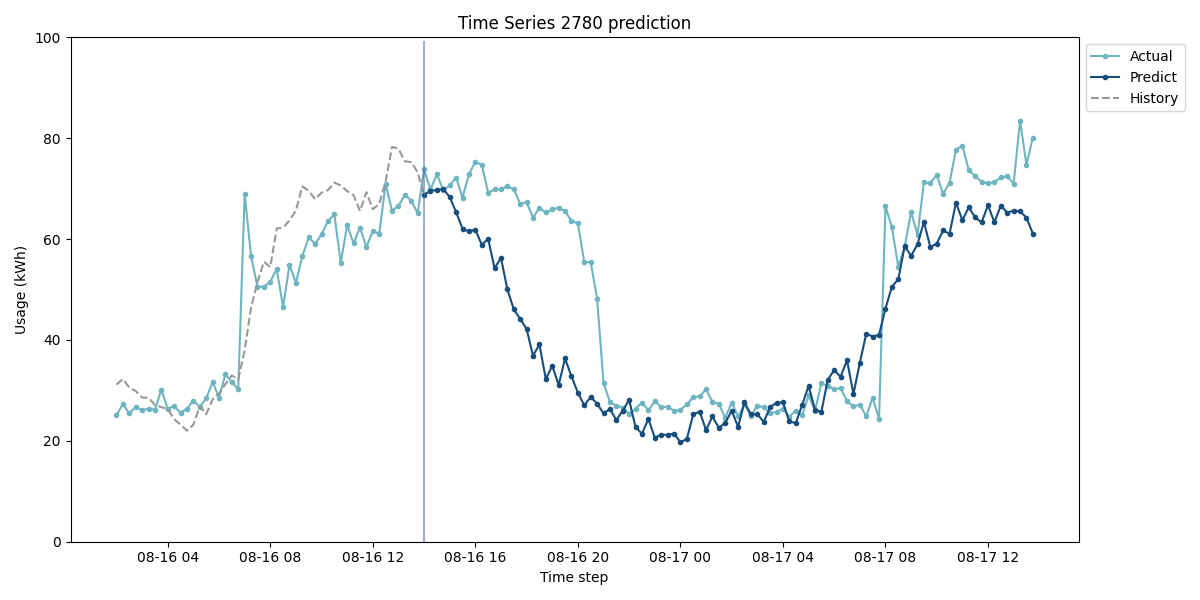 Time Series 2780 prediction
100
80
60
40
20
0
Usage (kWh)
08-16 04 08-16 08 08-16 12 08-16 16 08-16 20 08-17 00 08-17 04 08-17 08 08-17 12
Time step
Actual
Predict
History